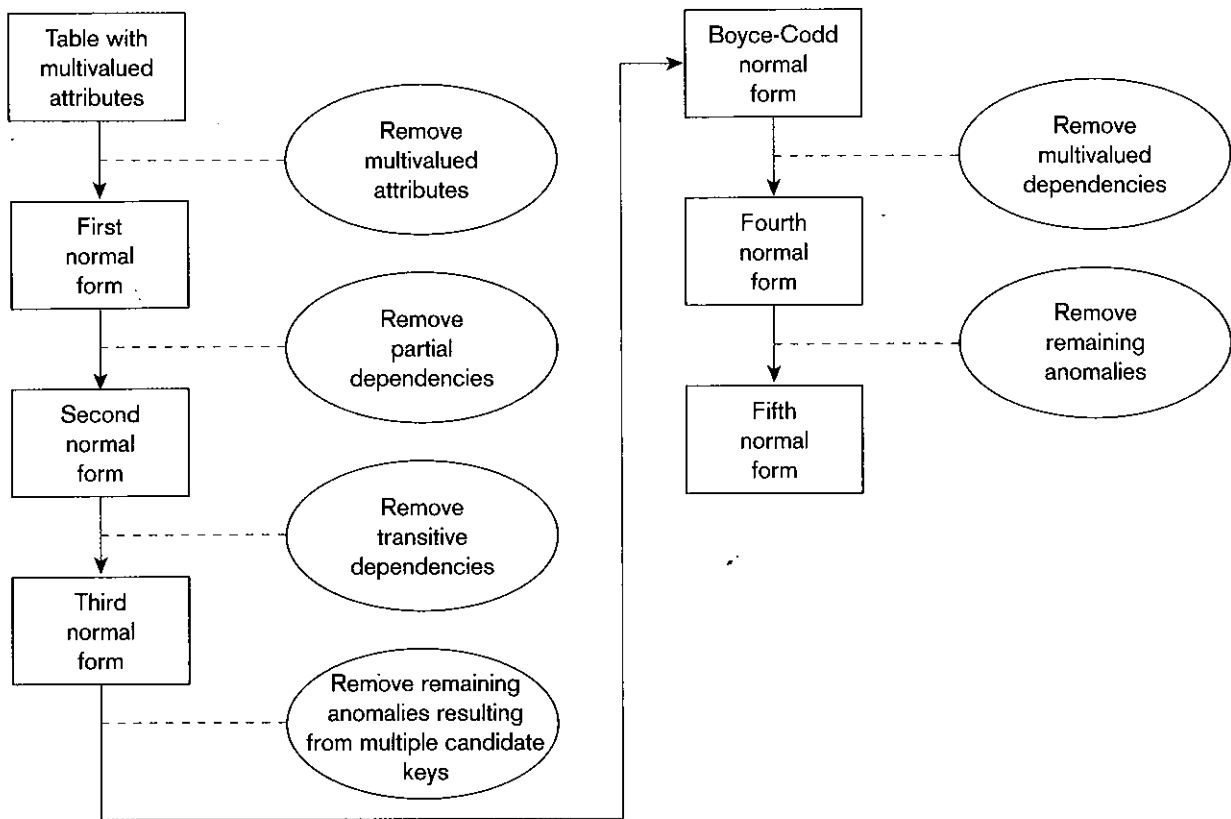 Table with
multivalued
attributes
Remove
multivalued
attributes
First
normal
form
Remove
partial
dependencies
Second
normal
form
Remove
transitive
dependencies
Third
normal
form
Remove remaining
anomalies resulting
from multiple candidate
keys
Boyce-Codd
normal
form
Remove
multivalued
dependencies
Fourth
normal
form
Remove
remaining
anomalies
Fifth
normal
form